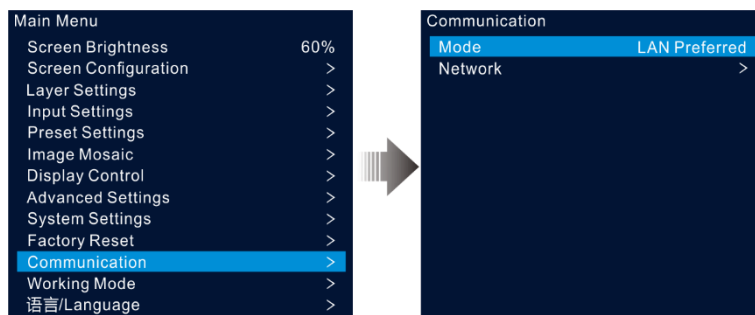 Main Menu
Screen Brightness 60%
Screen Configuration >
Layer Settings >
Input Settings >
Preset Settings >
Image Mosaic >
Display Control >
Advanced Settings >
System Settings >
Factory Reset >
Communication >
Working Mode >
语言/Language >
Communication
Mode LAN Preferred
Network >